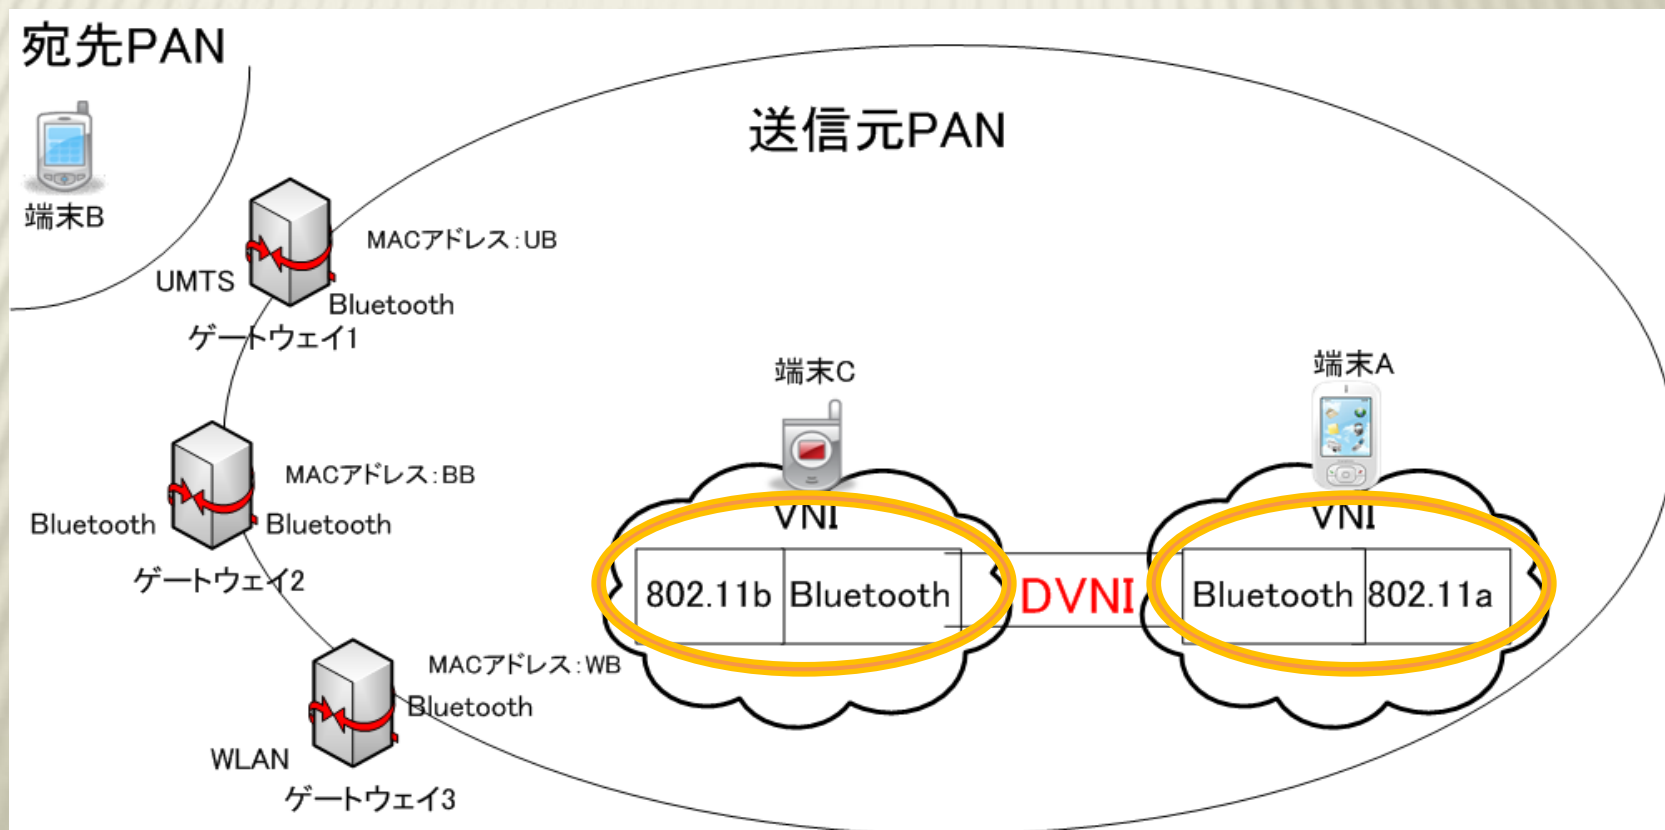 宛先PAN
送信元PAN
端末B
MACアドレス：UB
UMTS
Bluetooth
ゲートウェイ1
端末C
端末A
MACアドレス：BB
Bluetooth
Bluetooth
ゲートウェイ2
VNI
VNI
802.11b
Bluetooth
DVNI
Bluetooth
802.11a
MACアドレス：WB
Bluetooth
WLAN
ゲートウェイ3